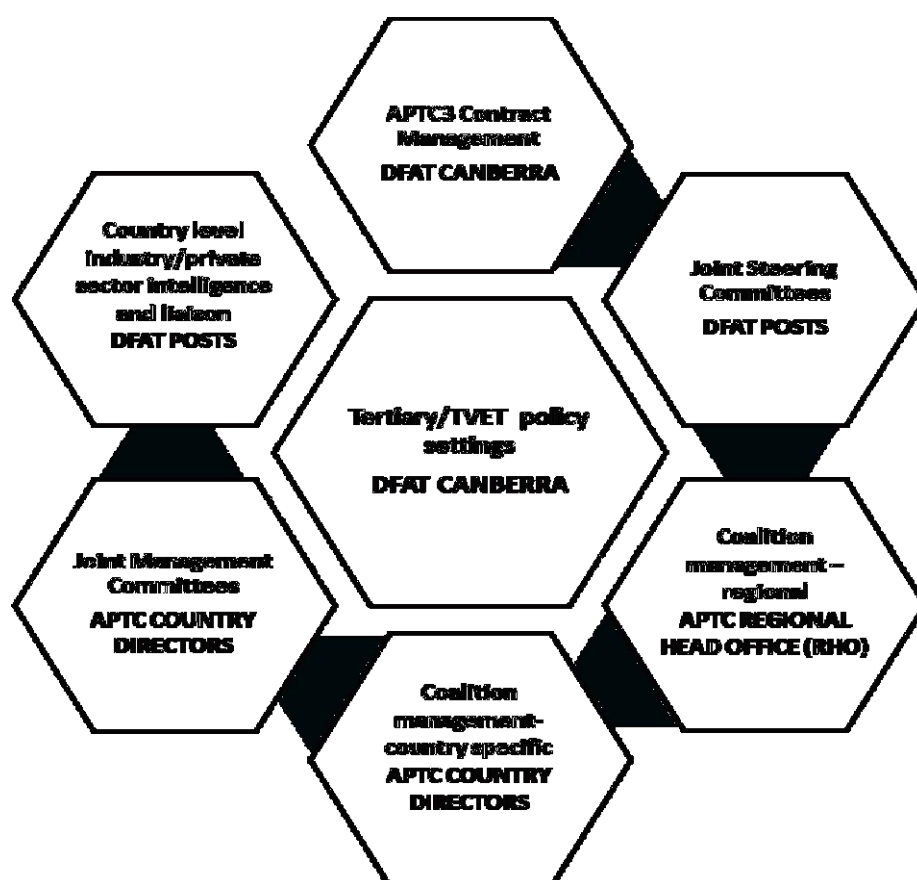 APTC3 Contract
Management
DFAT CANBERRA
Country level
industry/private
sector intelligence
and liaison
DFAT POSTS
Joint Steering
Committees
DFAT POSTS
Tertiary/TVET policy
settings
DFAT CANBERRA
Joint Management
Committees
APTC COUNTRY
DIRECTORS
Coalition
management–
regional
APTC REGIONAL
HEAD OFFICE (RHO)
Coalition
management-
country specific
APTC COUNTRY
DIRECTORS